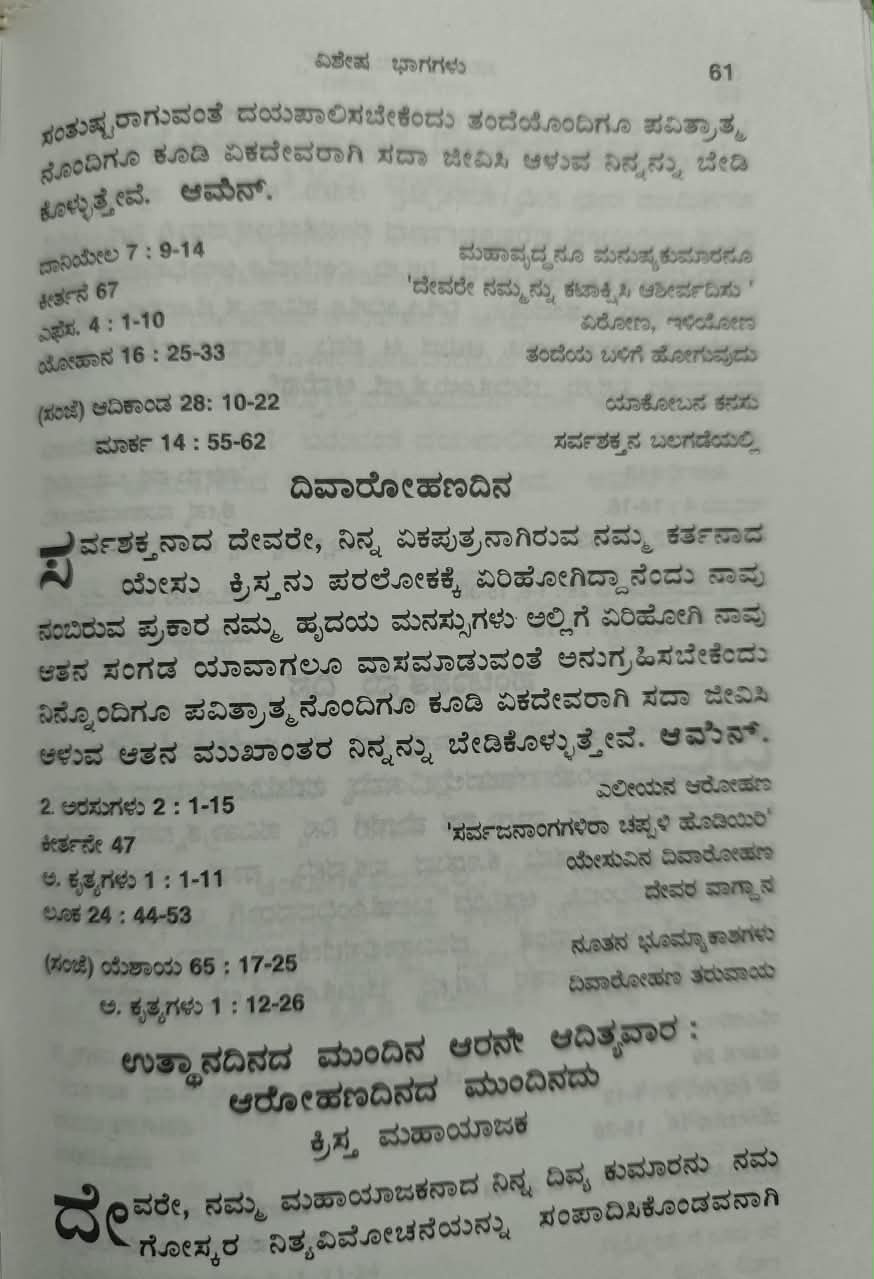 ವಿಶೇಷ ಭಾಗಗಳು 61
ಸಂತುಷ್ಟರಾಗುವಂತೆ ದಯಪಾಲಿಸಬೇಕೆಂದು ತಂದೆಯೊಂದಿಗೂ ಪವಿತ್ರಾತ್ಮ
ನೊಂದಿಗೂ ಕೂಡಿ ಏಕದೇವರಾಗಿ ಸದಾ ಜೀವಿಸಿ ಆಳುವ ನಿನ್ನನ್ನು ಬೇಡಿ
ಕೊಳ್ಳುತ್ತೇವೆ. ಆಮೆನ್.
ದಾನಿಯೇಲ 7 : 9-14 ಮಹಾವೃದ್ಧನೂ ಮನುಷ್ಯಕುಮಾರನೂ
ಕೀರ್ತನೆ 67 'ದೇವರೇ ನಮ್ಮನ್ನು ಕಟಾಕ್ಷಿಸಿ ಆಶೀರ್ವದಿಸು '
ಎಫೆಸ. 4 : 1-10 ಏರೋಣ, ಇಳಿಯೋಣ
ಯೋಹಾನ 16 : 25-33 ತಂದೆಯ ಬಳಿಗೆ ಹೋಗುವುದು
(ಸಂಜೆ) ಆದಿಕಾಂಡ 28: 10-22 ಯಾಕೋಬನ ಕನಸು
ಮಾರ್ಕ 14 : 55-62 ಸರ್ವಶಕ್ತನ ಬಲಗಡೆಯಲ್ಲಿ
ದಿವಾರೋಹಣದಿನ
ಸರ್ವಶಕ್ತನಾದ ದೇವರೇ, ನಿನ್ನ ಏಕಪುತ್ರನಾಗಿರುವ ನಮ್ಮ ಕರ್ತನಾದ
ಯೇಸು ಕ್ರಿಸ್ತನು ಪರಲೋಕಕ್ಕೆ ಏರಿಹೋಗಿದ್ದಾನೆಂದು ನಾವು
ನಂಬಿರುವ ಪ್ರಕಾರ ನಮ್ಮ ಹೃದಯ ಮನಸ್ಸುಗಳು ಅಲ್ಲಿಗೆ ಏರಿಹೋಗಿ ನಾವು
ಆತನ ಸಂಗಡ ಯಾವಾಗಲೂ ವಾಸಮಾಡುವಂತೆ ಅನುಗ್ರಹಿಸಬೇಕೆಂದು
ನಿನ್ನೊಂದಿಗೂ ಪವಿತ್ರಾತ್ಮನೊಂದಿಗೂ ಕೂಡಿ ಏಕದೇವರಾಗಿ ಸದಾ ಜೀವಿಸಿ
ಆಳುವ ಆತನ ಮುಖಾಂತರ ನಿನ್ನನ್ನು ಬೇಡಿಕೊಳ್ಳುತ್ತೇವೆ. ಆಮೆನ್.
2. ಅರಸುಗಳು 2 : 1-15 ಎಲೀಯನ ಆರೋಹಣ
ಕೀರ್ತನೇ 47 'ಸರ್ವಜನಾಂಗಗಳಿರಾ ಚಪ್ಪಳಿ ಹೊಡಿಯಿರಿ'
ಅ. ಕೃತ್ಯಗಳು 1 : 1-11 ಯೇಸುವಿನ ದಿವಾರೋಹಣ
ಲೂಕ 24 : 44-53 ದೇವರ ವಾಗ್ದಾನ
(ಸಂಜೆ) ಯೆಶಾಯ 65 : 17-25 ನೂತನ ಭೂಮ್ಯಾಕಾಶಗಳು
ಅ. ಕೃತ್ಯಗಳು 1 : 12-26 ದಿವಾರೋಹಣ ತರುವಾಯ
ಉತ್ಥಾನದಿನದ ಮುಂದಿನ ಆರನೇ ಆದಿತ್ಯವಾರ :
ಆರೋಹಣದಿನದ ಮುಂದಿನದು
ಕ್ರಿಸ್ತ ಮಹಾಯಾಜಕ
ದೇವರೇ, ನಮ್ಮ ಮಹಾಯಾಜಕನಾದ ನಿನ್ನ ದಿವ್ಯ ಕುಮಾರನು ನಮ
ಗೋಸ್ಕರ ನಿತ್ಯವಿಮೋಚನೆಯನ್ನು ಸಂಪಾದಿಸಿಕೊಂಡವನಾಗಿ